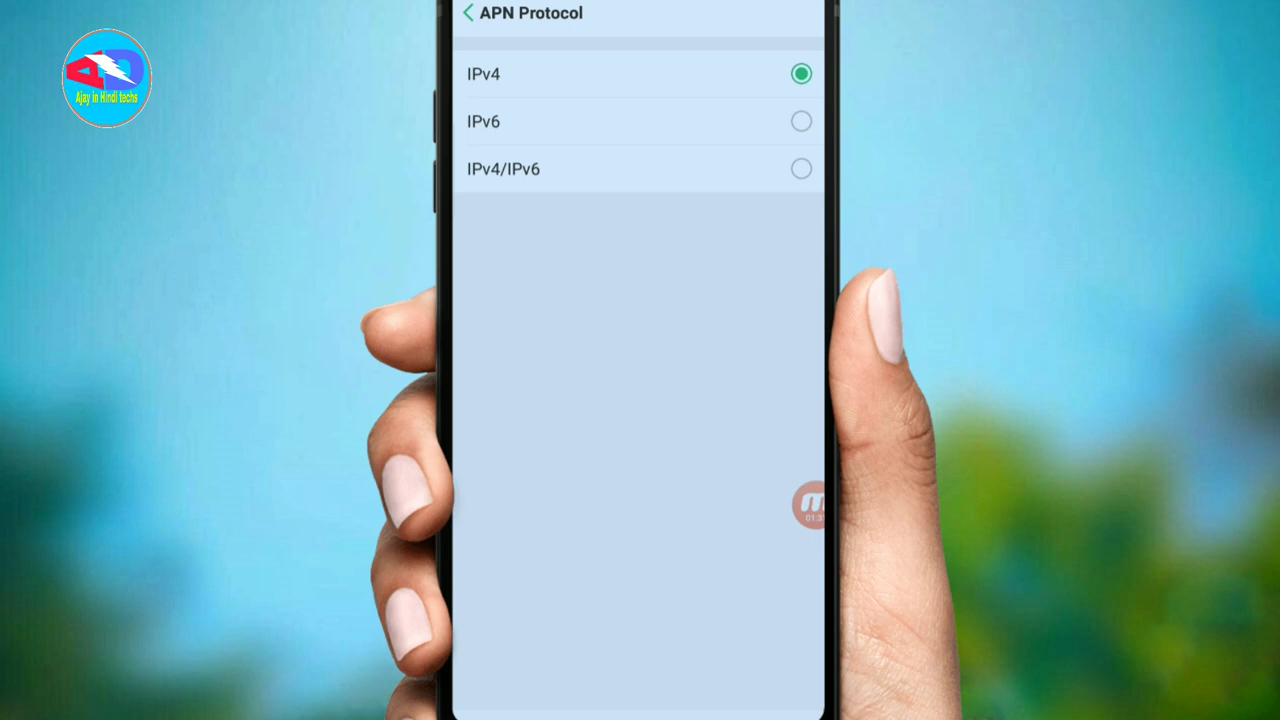 APN Protocol
IPv4
IPv6
IPv4/IPv6
Ajay in Hindi techs